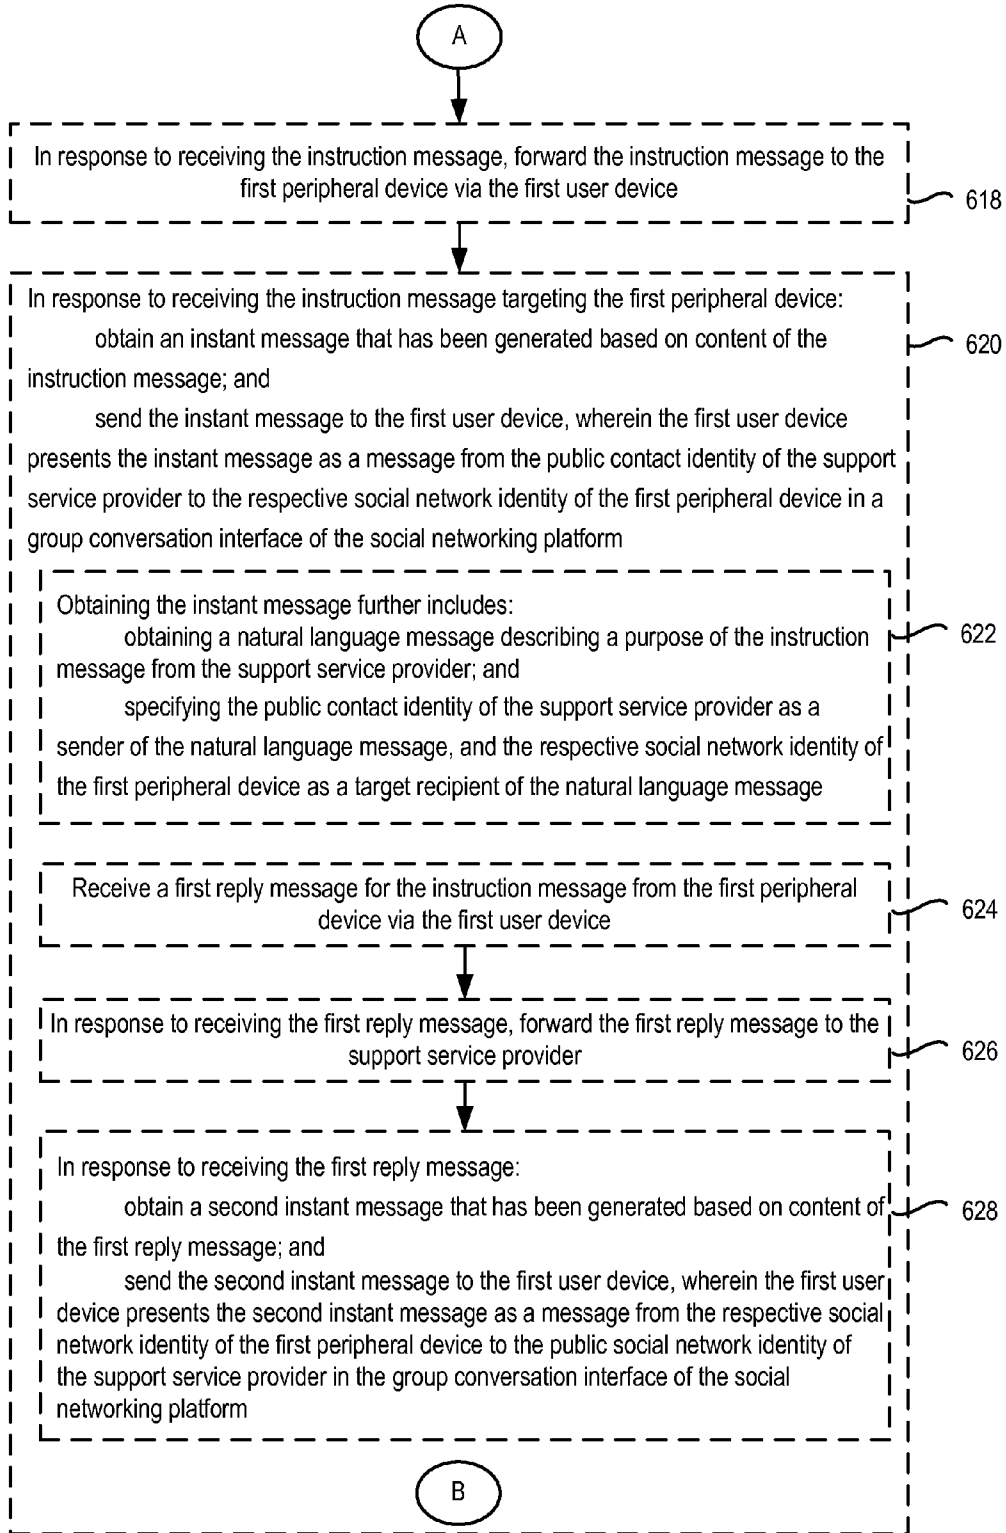 A
In response to receiving the instruction message, forward the instruction message to the
first peripheral device via the first user device
618
In response to receiving the instruction message targeting the first peripheral device:
obtain an instant message that has been generated based on content of the
instruction message; and
send the instant message to the first user device, wherein the first user device
presents the instant message as a message from the public contact identity of the support
service provider to the respective social network identity of the first peripheral device in a
group conversation interface of the social networking platform
620
Obtaining the instant message further includes:
obtaining a natural language message describing a purpose of the instruction
message from the support service provider; and
specifying the public contact identity of the support service provider as a
sender of the natural language message, and the respective social network identity of
the first peripheral device as a target recipient of the natural language message
622
Receive a first reply message for the instruction message from the first peripheral
device via the first user device
624
In response to receiving the first reply message, forward the first reply message to the
support service provider
626
In response to receiving the first reply message:
obtain a second instant message that has been generated based on content of
the first reply message; and
send the second instant message to the first user device, wherein the first user
device presents the second instant message as a message from the respective social
network identity of the first peripheral device to the public social network identity of
the support service provider in the group conversation interface of the social
networking platform
628
B